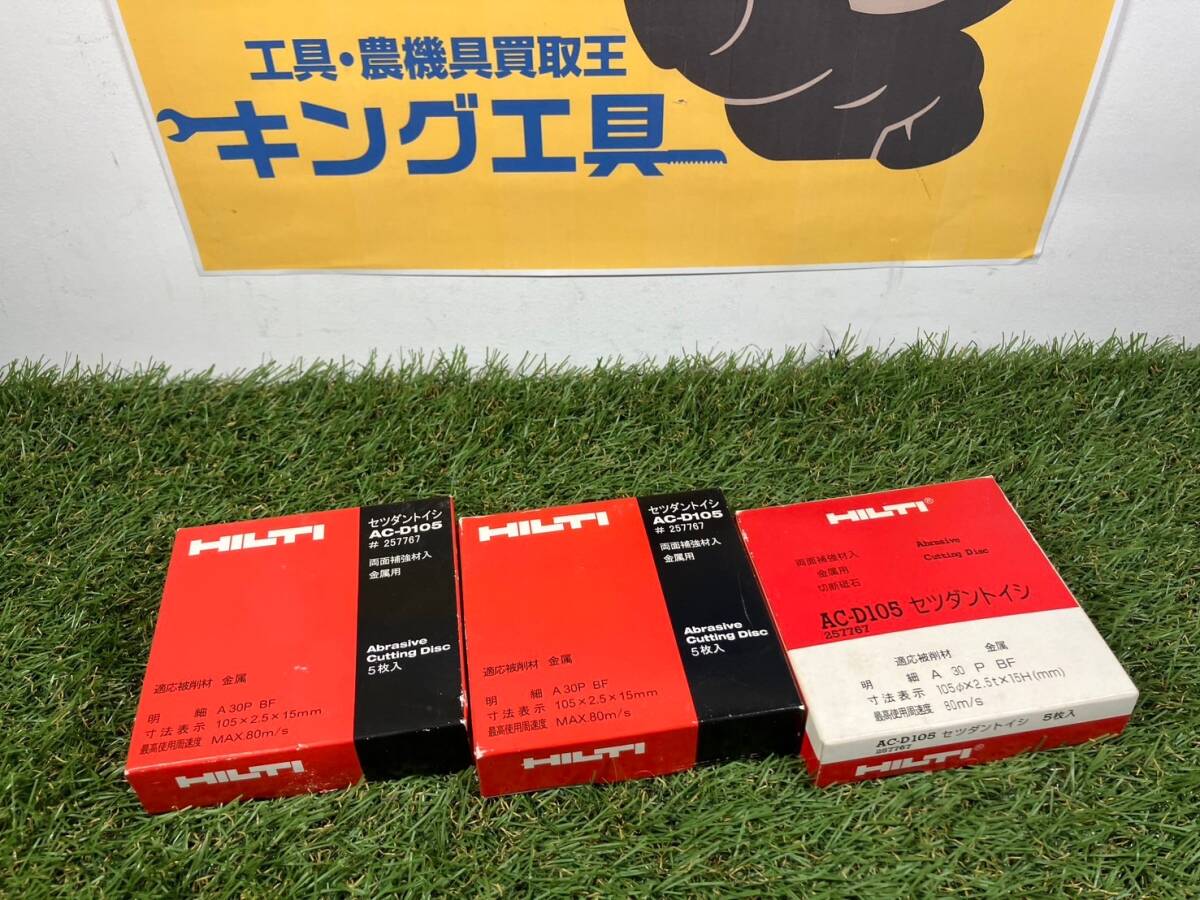 工具・農機具買取王
キング工具
HILTI
セツダントイシ
AC-D105
# 257767
両面補強材入
金属用
Abrasive
Cutting Disc
5枚入
適応被削材 金属
明 細 A30P BF
寸法表示 105×2.5×15mm
最高使用周速度 MAX.80m/s
HILTI
HILTI
セツダントイシ
AC-D105
# 257767
両面補強材入
金属用
Abrasive
Cutting Disc
5枚入
適応被削材 金属
明 細 A30P BF
寸法表示 105×2.5×15mm
最高使用周速度 MAX.80m/s
HILTI
HILTI®
両面補強材入
金属用
切断砥石
Abrasive
Cutting Disc
AC-D105 セツダントイシ
257767
適応被削材 金属
明 細 A 30 P BF
寸法表示 105φ×2.5t×15H(mm)
最高使用周速度 80m/s
AC-D105 セツダントイシ 5枚入
257767
HILTI®